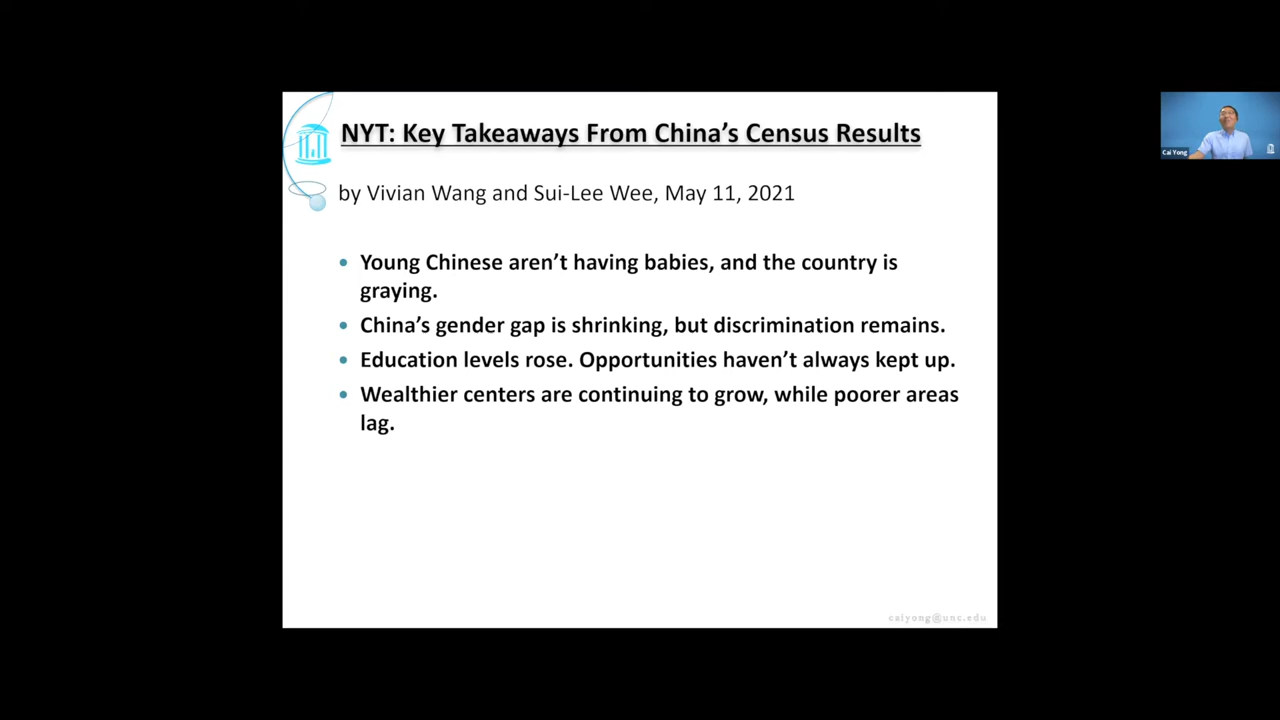 NYT: Key Takeaways From China’s Census Results
by Vivian Wang and Sui-Lee Wee, May 11, 2021
• Young Chinese aren’t having babies, and the country is
graying.
• China’s gender gap is shrinking, but discrimination remains.
• Education levels rose. Opportunities haven’t always kept up.
• Wealthier centers are continuing to grow, while poorer areas
lag.
caiyong@unc.edu
Cai Yong